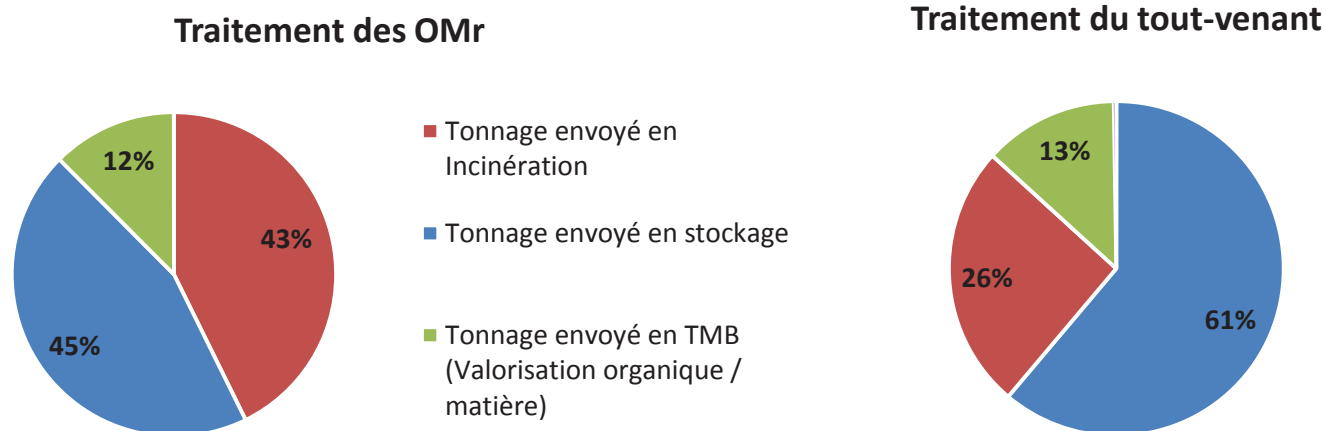 Traitement des OMr
12%
43%
45%
Tonnage envoyé en
Incinération
Tonnage envoyé en stockage
Tonnage envoyé en TMB
(Valorisation organique /
matière)
Traitement du tout-venant
13%
26%
61%